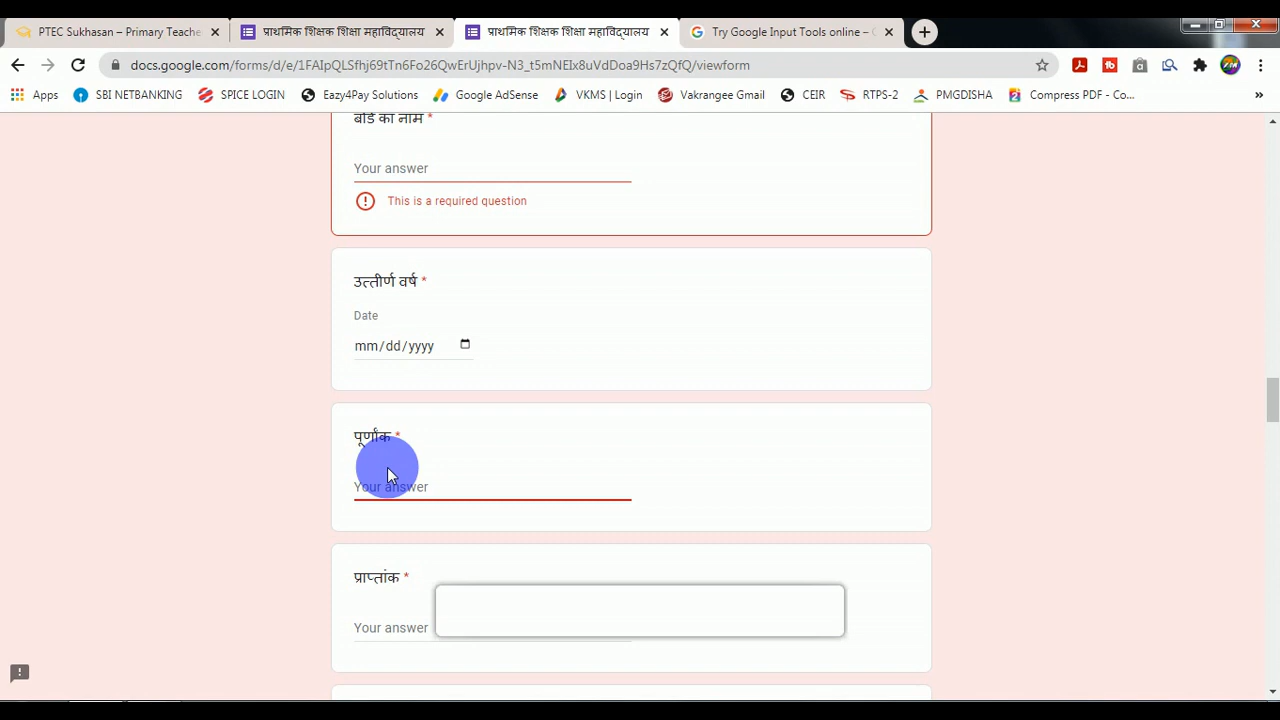 PTEC Sukhasan – Primary Teache
प्राथमिक शिक्षक शिक्षा महाविद्यालय
प्राथमिक शिक्षक शिक्षा महाविद्यालय
Try Google Input Tools online –
docs.google.com/forms/d/e/1FAIpQLSfhj69tTn6Fo26QwErUjhpv-N3_t5mNEIx8uVdDoa9Hs7zQfQ/viewform
Apps
SBI NETBANKING
SPICE LOGIN
Eazy4Pay Solutions
Google AdSense
VKMS | Login
Vakrangee Gmail
CEIR
RTPS-2
PMGDISHA
Compress PDF - Co...
»
बोर्ड का नाम *
Your answer
This is a required question
उत्तीर्ण वर्ष *
Date
mm/dd/yyyy
पूर्णांक *
Your answer
प्राप्तांक *
Your answer